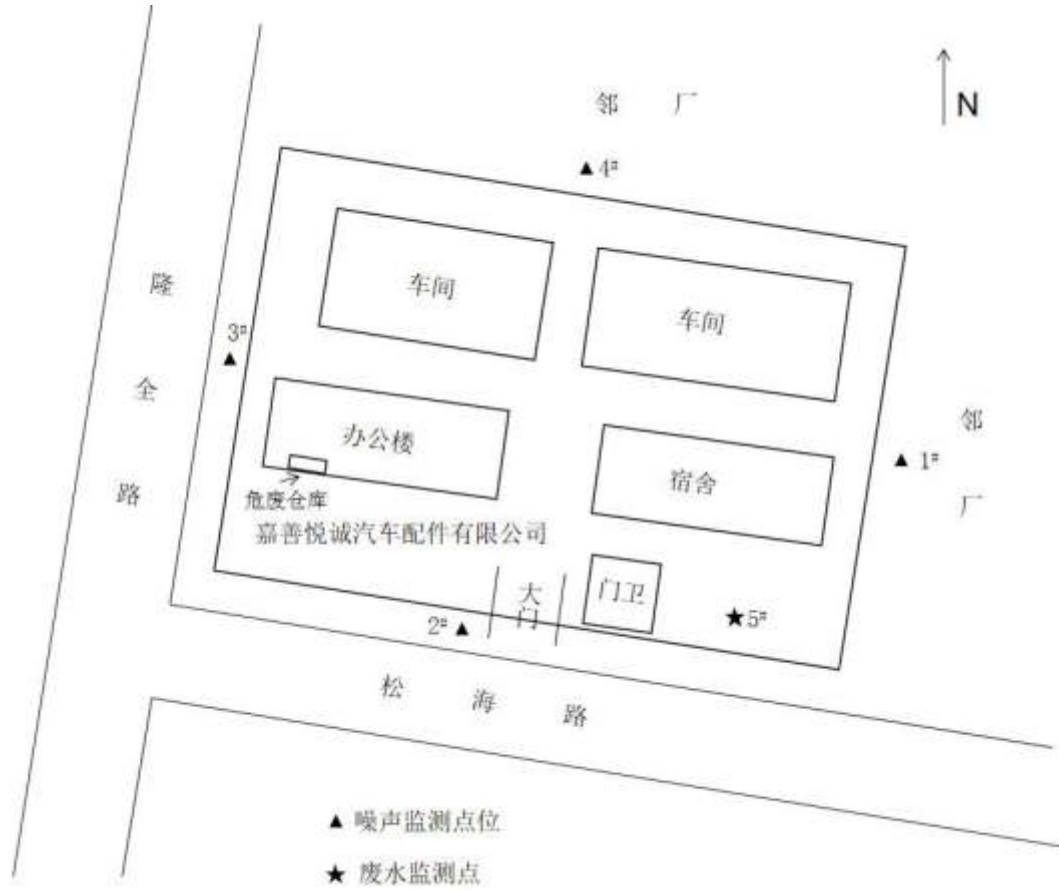 邻 厂
N
▲ 4#
车间
车间
隆全路
3#
▲
办公楼
邻厂
▲ 1#
宿舍
危废仓库
嘉善悦诚汽车配件有限公司
大门
门卫
★5#
2# ▲
松 海 路
▲ 噪声监测点位
★ 废水监测点